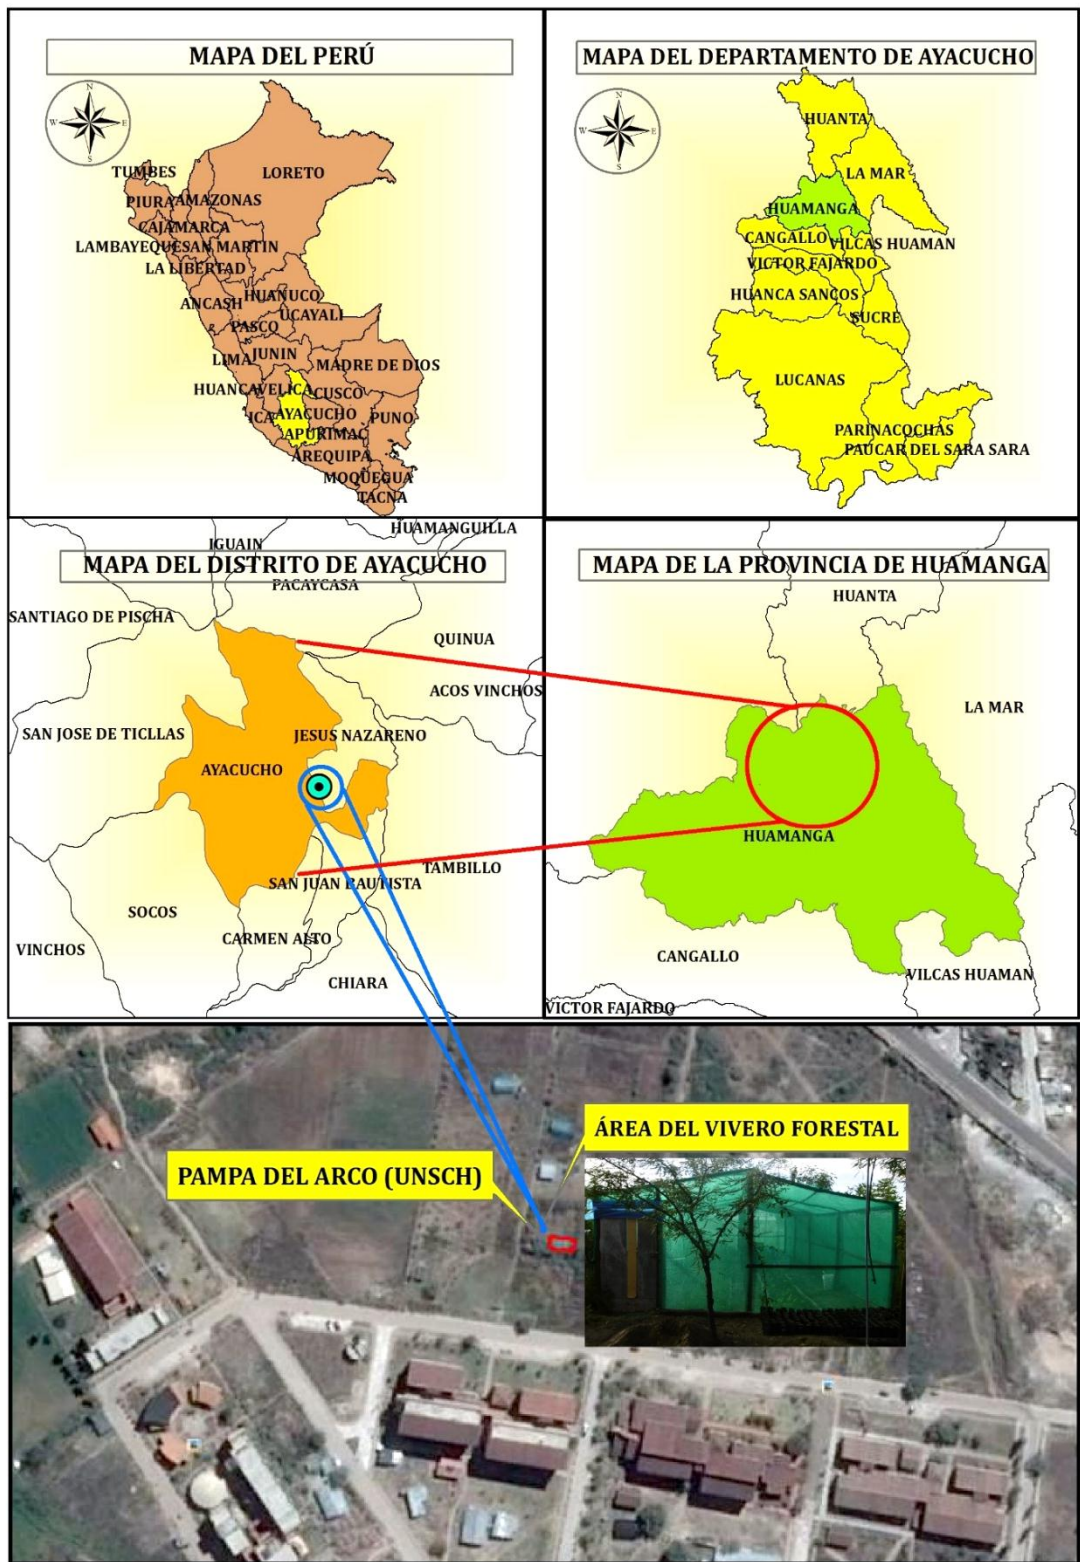 MAPA DEL PERÚ
N
W
E
S
TUMBES
LORETO
PIURA
AMAZONAS
CAJAMARCA
LAMBAYEQUE
SAN MARTIN
LA LIBERTAD
ANCASH
HUANUCO
UCAYALI
PASCO
LIMA
JUNIN
MADRE DE DIOS
HUANCAVELICA
CUSCO
ICA
AYACUCHO
PUNO
APURIMAC
AREQUIPA
MOQUEGUA
TACNA
MAPA DEL DEPARTAMENTO DE AYACUCHO
N
W
E
S
HUANTA
LA MAR
HUAMANGA
CANGALLO
VILCAS HUAMAN
VICTOR FAJARDO
HUANCA SANCOS
SUCRE
LUCANAS
PARINACOCHAS
PAUCAR DEL SARA SARA
HUAMANGUILLA
IGUAIN
MAPA DEL DISTRITO DE AYACUCHO
PACAYCASA
SANTIAGO DE PISCHA
QUINUA
ACOS VINCHOS
SAN JOSE DE TICLLAS
JESUS NAZARENO
AYACUCHO
TAMBILLO
SAN JUAN BAUTISTA
SOCOS
CARMEN ALTO
VINCHOS
CHIARA
MAPA DE LA PROVINCIA DE HUAMANGA
HUANTA
LA MAR
HUAMANGA
CANGALLO
VILCAS HUAMAN
VICTOR FAJARDO
ÁREA DEL VIVERO FORESTAL
PAMPA DEL ARCO (UNSCH)